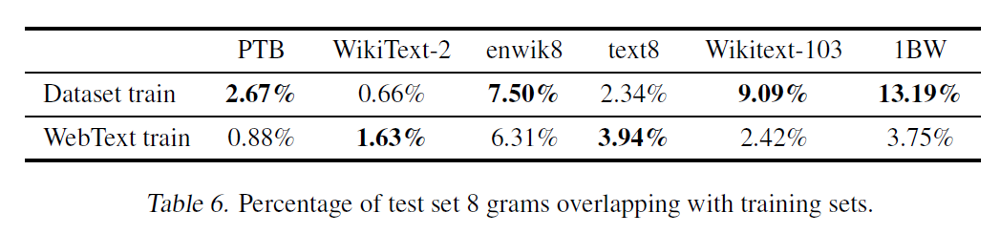 PTB WikiText-2 enwik8 text8 Wikitext-103 1BW
Dataset train 2.67% 0.66% 7.50% 2.34% 9.09% 13.19%
WebText train 0.88% 1.63% 6.31% 3.94% 2.42% 3.75%
Table 6. Percentage of test set 8 grams overlapping with training sets.